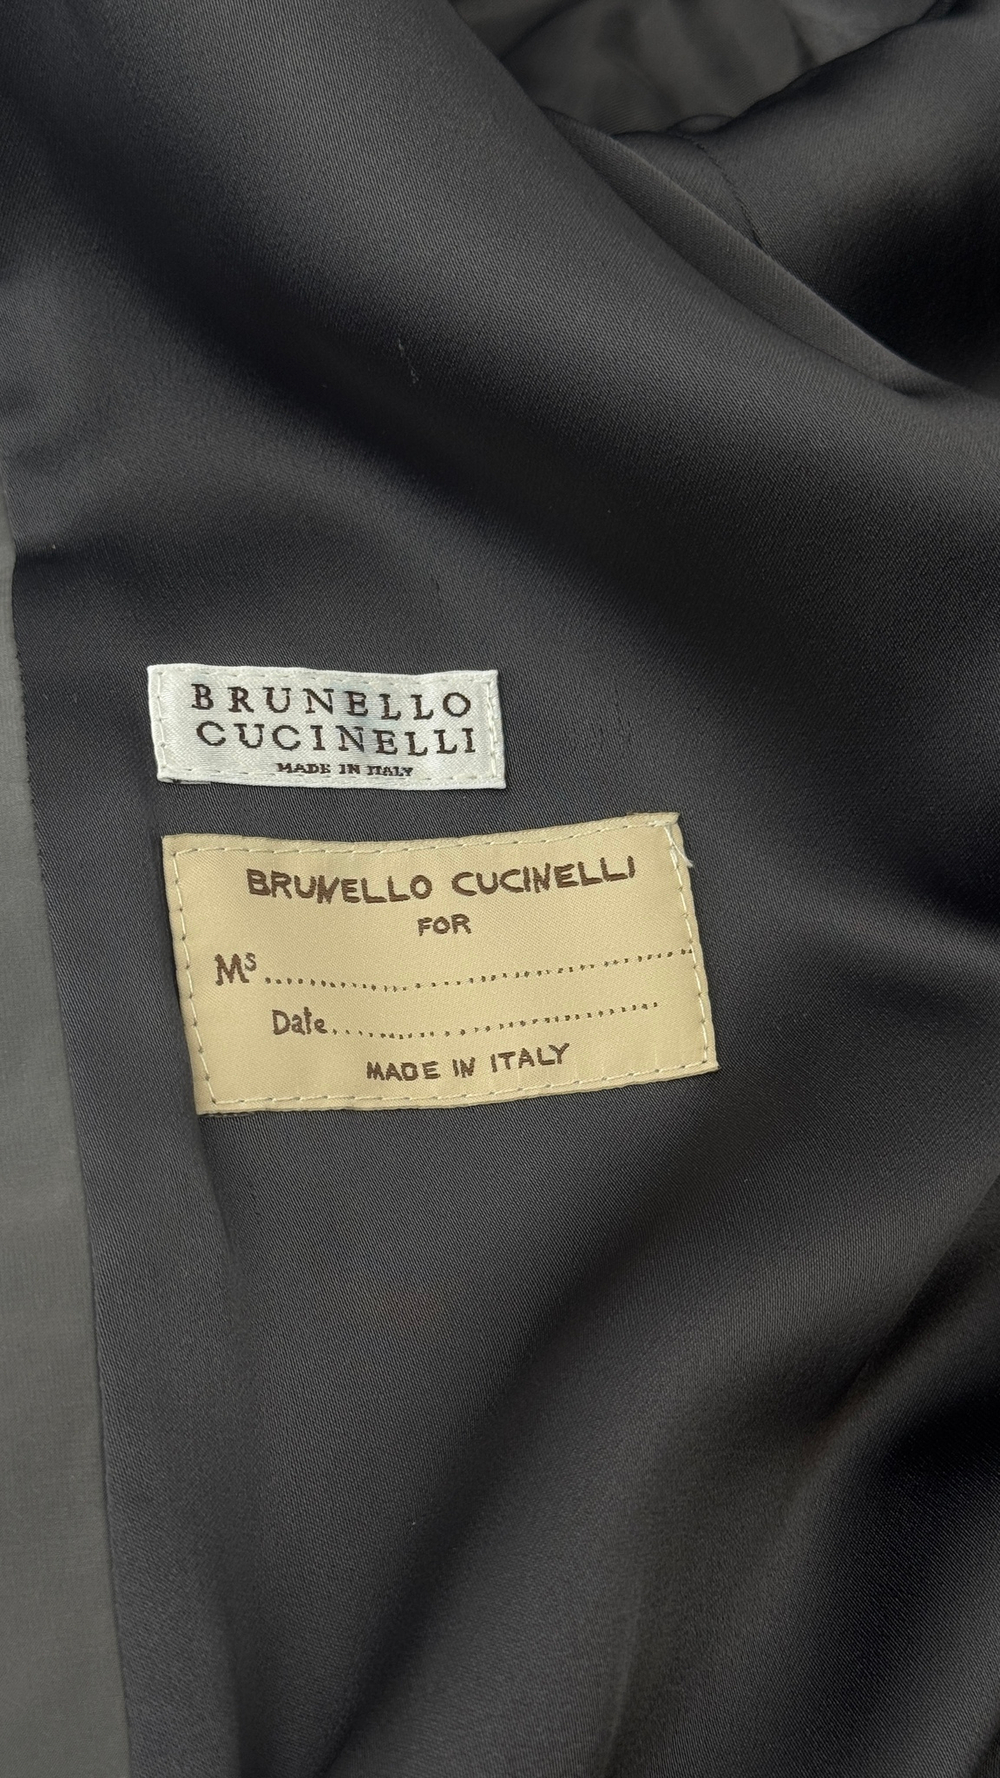 BRUNELLO
CUCINELLI
MADE IN ITALY
BRUNELLO CUCINELLI
FOR
Ms..............................................
Date......................................
MADE IN ITALY